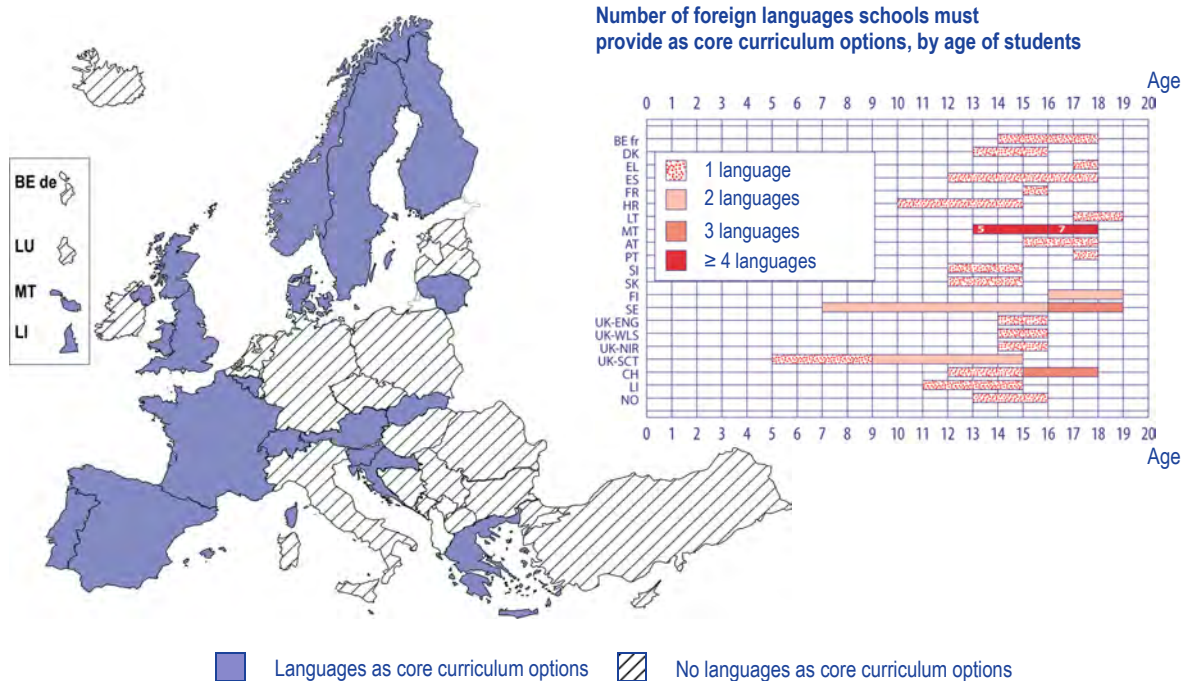 Number of foreign languages schools must
provide as core curriculum options, by age of students
Age
0 1 2 3 4 5 6 7 8 9 10 11 12 13 14 15 16 17 18 19 20
BE fr
DK
EL
ES
FR
HR
LT
MT
AT
PT
SI
SK
FI
SE
UK-ENG
UK-WLS
UK-NIR
UK-SCT
CH
LI
NO
1 language
2 languages
3 languages
≥ 4 languages
5 7
0 1 2 3 4 5 6 7 8 9 10 11 12 13 14 15 16 17 18 19 20
Age
BE de
LU
MT
LI
Languages as core curriculum options
No languages as core curriculum options